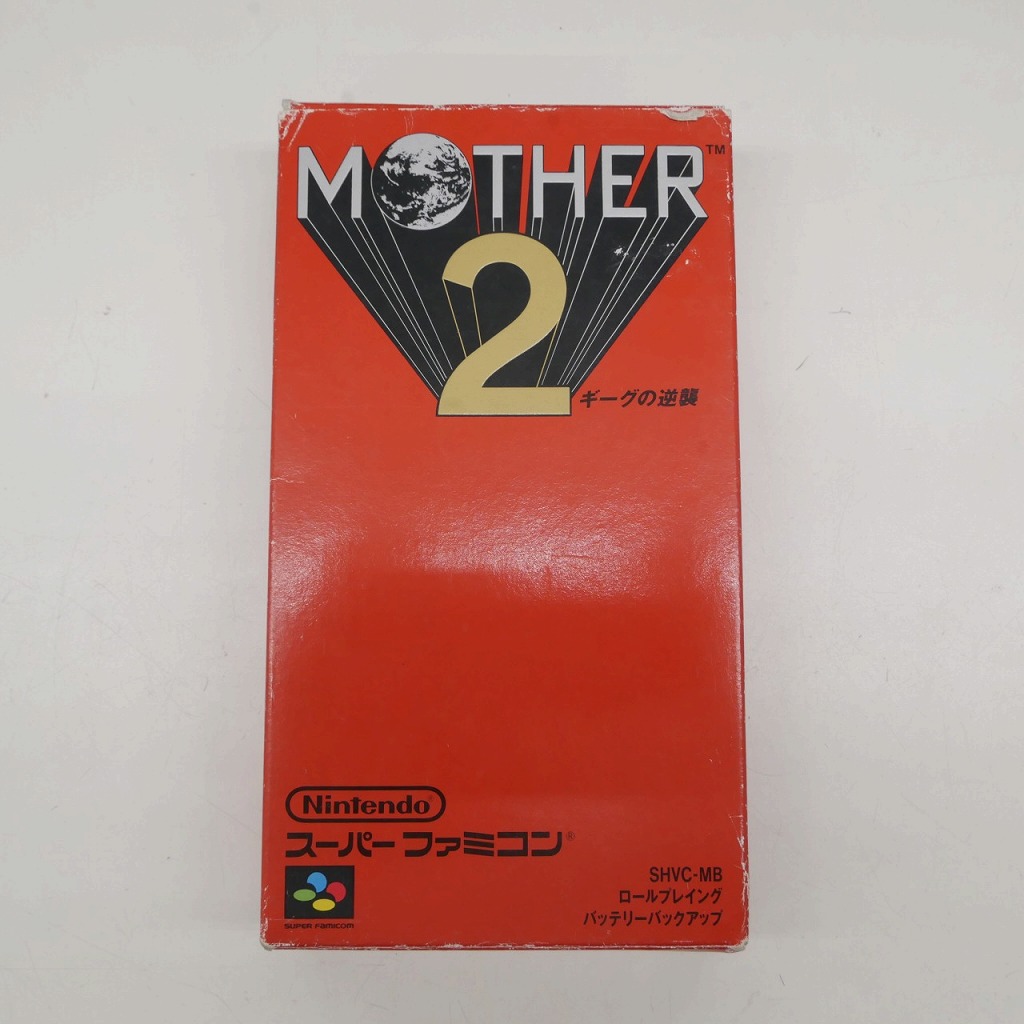 MOTHER™
2
ギーグの逆襲
Nintendo
スーパーファミコン®
SUPER FAMICOM
SHVC-MB
ロールプレイング
バッテリーバックアップ